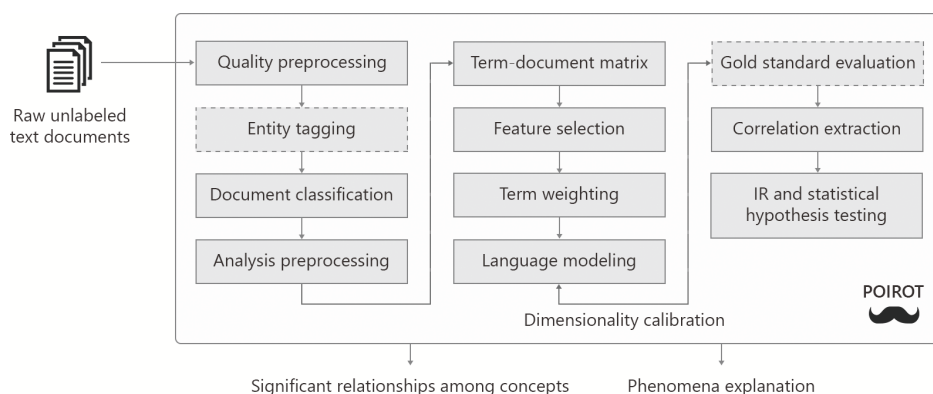 Raw unlabeled
text documents
Quality preprocessing
Entity tagging
Document classification
Analysis preprocessing
Term-document matrix
Feature selection
Term weighting
Language modeling
Dimensionality calibration
Gold standard evaluation
Correlation extraction
IR and statistical
hypothesis testing
POIROT
Significant relationships among concepts
Phenomena explanation